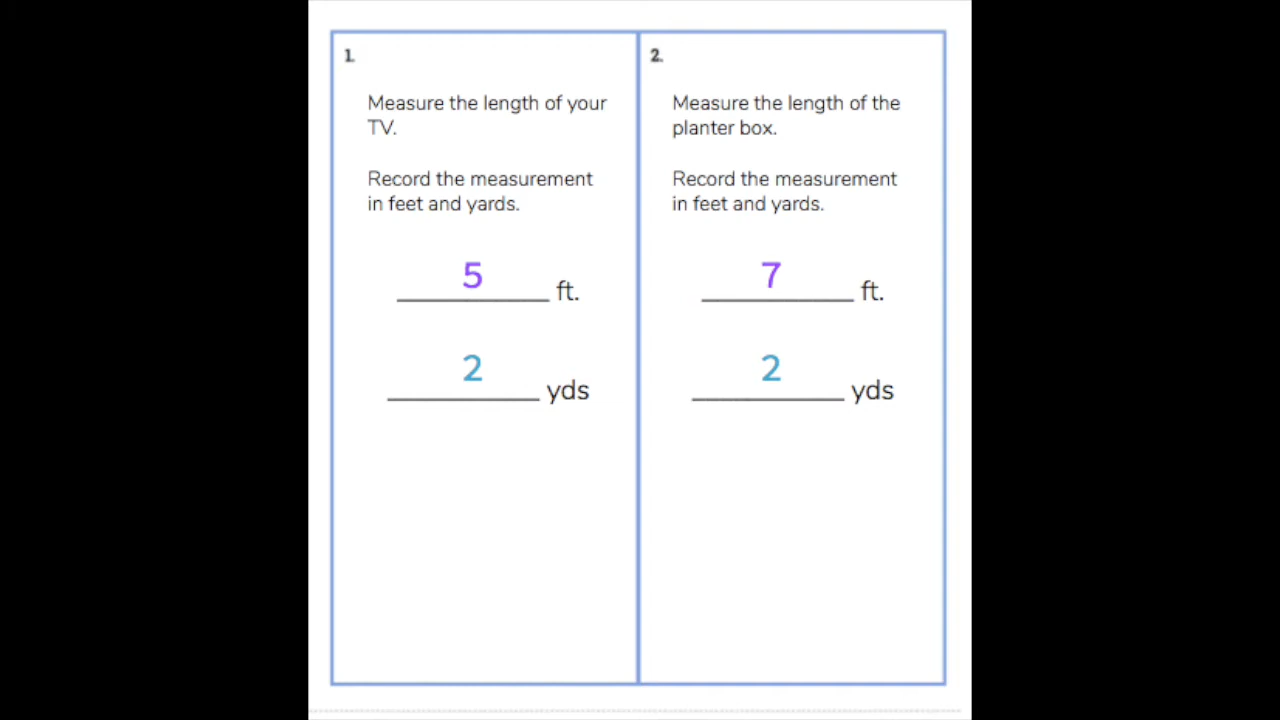 1.
Measure the length of your
TV.
Record the measurement
in feet and yards.
5 ft.
2 yds
2.
Measure the length of the
planter box.
Record the measurement
in feet and yards.
7 ft.
2 yds